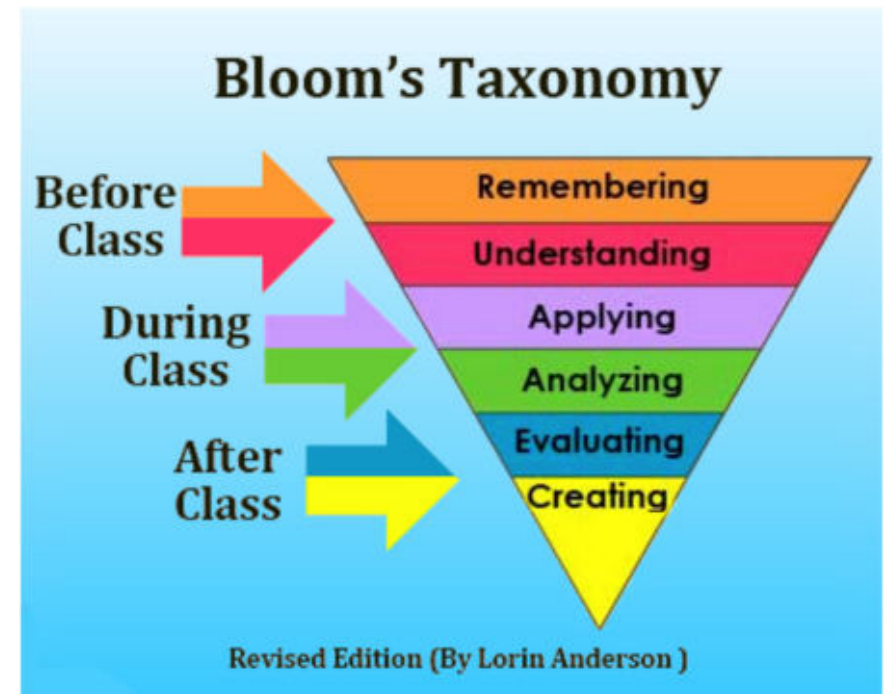 Bloom’s Taxonomy
Before
Class
Remembering
Understanding
During
Class
Applying
Analyzing
After
Class
Evaluating
Creating
Revised Edition (By Lorin Anderson )